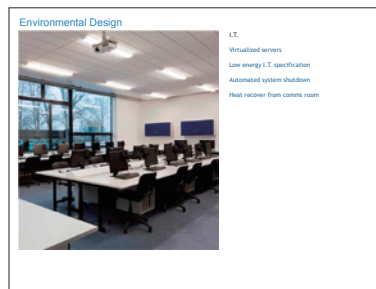 Environmental Design
I.T.
Virtualized servers
Low energy I.T. specification
Automated system shutdown
Heat recover from comms room